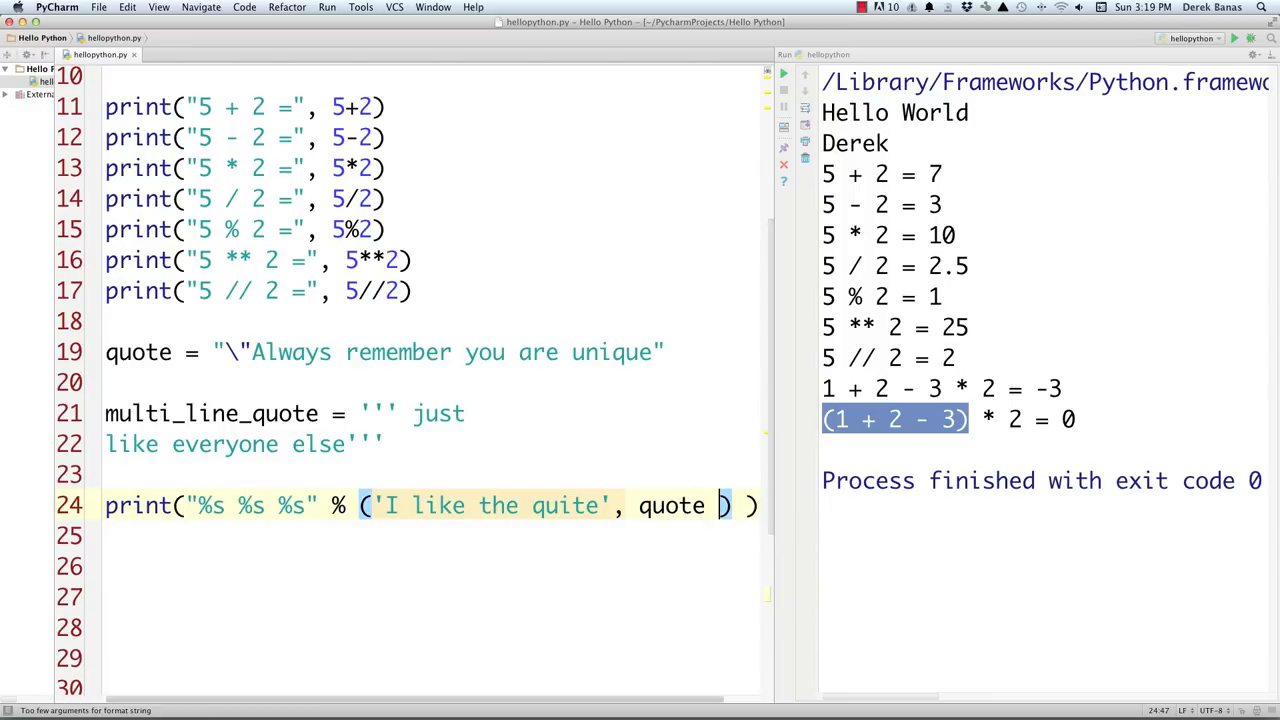 PyCharm File Edit View Navigate Code Refactor Run Tools VCS Window Help 10 Sun 3:19 PM Derek Banas
hellopython.py - Hello Python - [~/PycharmProjects/Hello Python]
Hello Python hellopython.py hellopython
hellopython.py
Run hellopython
Hello P
hell
Extern
10
11 print("5 + 2 =", 5+2)
12 print("5 - 2 =", 5-2)
13 print("5 * 2 =", 5*2)
14 print("5 / 2 =", 5/2)
15 print("5 % 2 =", 5%2)
16 print("5 ** 2 =", 5**2)
17 print("5 // 2 =", 5//2)
18
19 quote = "\"Always remember you are unique"
20
21 multi_line_quote = ''' just
22 like everyone else'''
23
24 print("%s %s %s" % ('I like the quite', quote ) )
25
26
27
28
29
30
/Library/Frameworks/Python.framewo
Hello World
Derek
5 + 2 = 7
5 - 2 = 3
5 * 2 = 10
5 / 2 = 2.5
5 % 2 = 1
5 ** 2 = 25
5 // 2 = 2
1 + 2 - 3 * 2 = -3
(1 + 2 - 3) * 2 = 0
Process finished with exit code 0
Too few arguments for format string
24:47 LF UTF-8